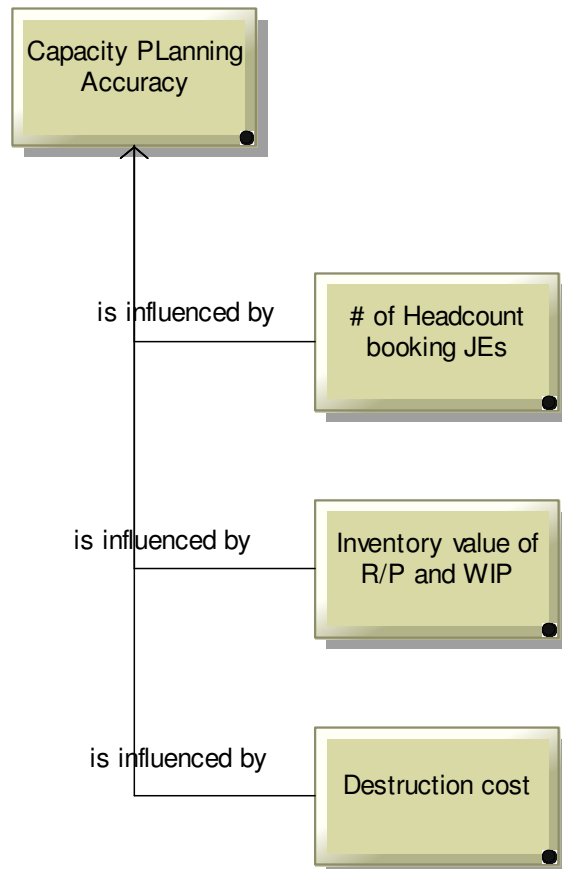 Capacity PLanning
Accuracy
is influenced by
# of Headcount
booking JEs
is influenced by
Inventory value of
R/P and WIP
is influenced by
Destruction cost